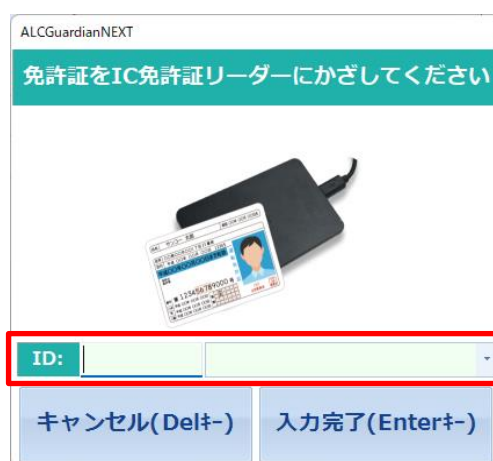 ALCGuardianNEXT
免許証をIC免許証リーダーにかざしてください
123456789000
ID:
キャンセル(Delｷｰ)
入力完了(Enterｷｰ)